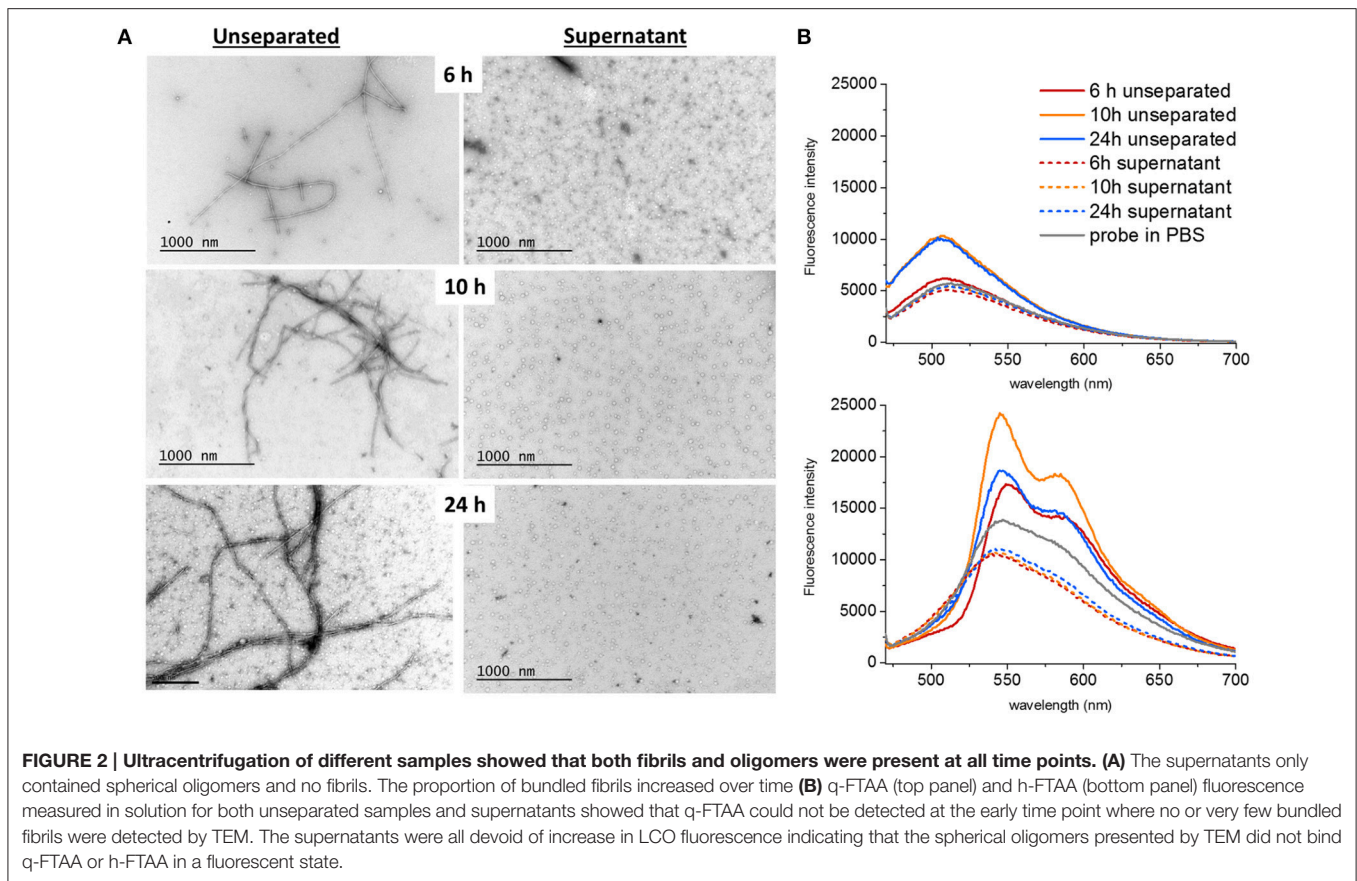 A
Unseparated
Supernatant
6 h
1000 nm
1000 nm
10 h
1000 nm
1000 nm
24 h
1000 nm
B
25000
20000
15000
10000
5000
0
Fluorescence intensity
6 h unseparated
10h unseparated
24h unseparated
6h supernatant
10h supernatant
24h supernatant
probe in PBS
500
550
600
650
700
wavelength (nm)
25000
20000
15000
10000
5000
0
Fluorescence intensity
500
550
600
650
700
wavelength (nm)
FIGURE 2 | Ultracentrifugation of different samples showed that both fibrils and oligomers were present at all time points. (A) The supernatants only
contained spherical oligomers and no fibrils. The proportion of bundled fibrils increased over time (B) q-FTAA (top panel) and h-FTAA (bottom panel) fluorescence
measured in solution for both unseparated samples and supernatants showed that q-FTAA could not be detected at the early time point where no or very few bundled
fibrils were detected by TEM. The supernatants were all devoid of increase in LCO fluorescence indicating that the spherical oligomers presented by TEM did not bind
q-FTAA or h-FTAA in a fluorescent state.